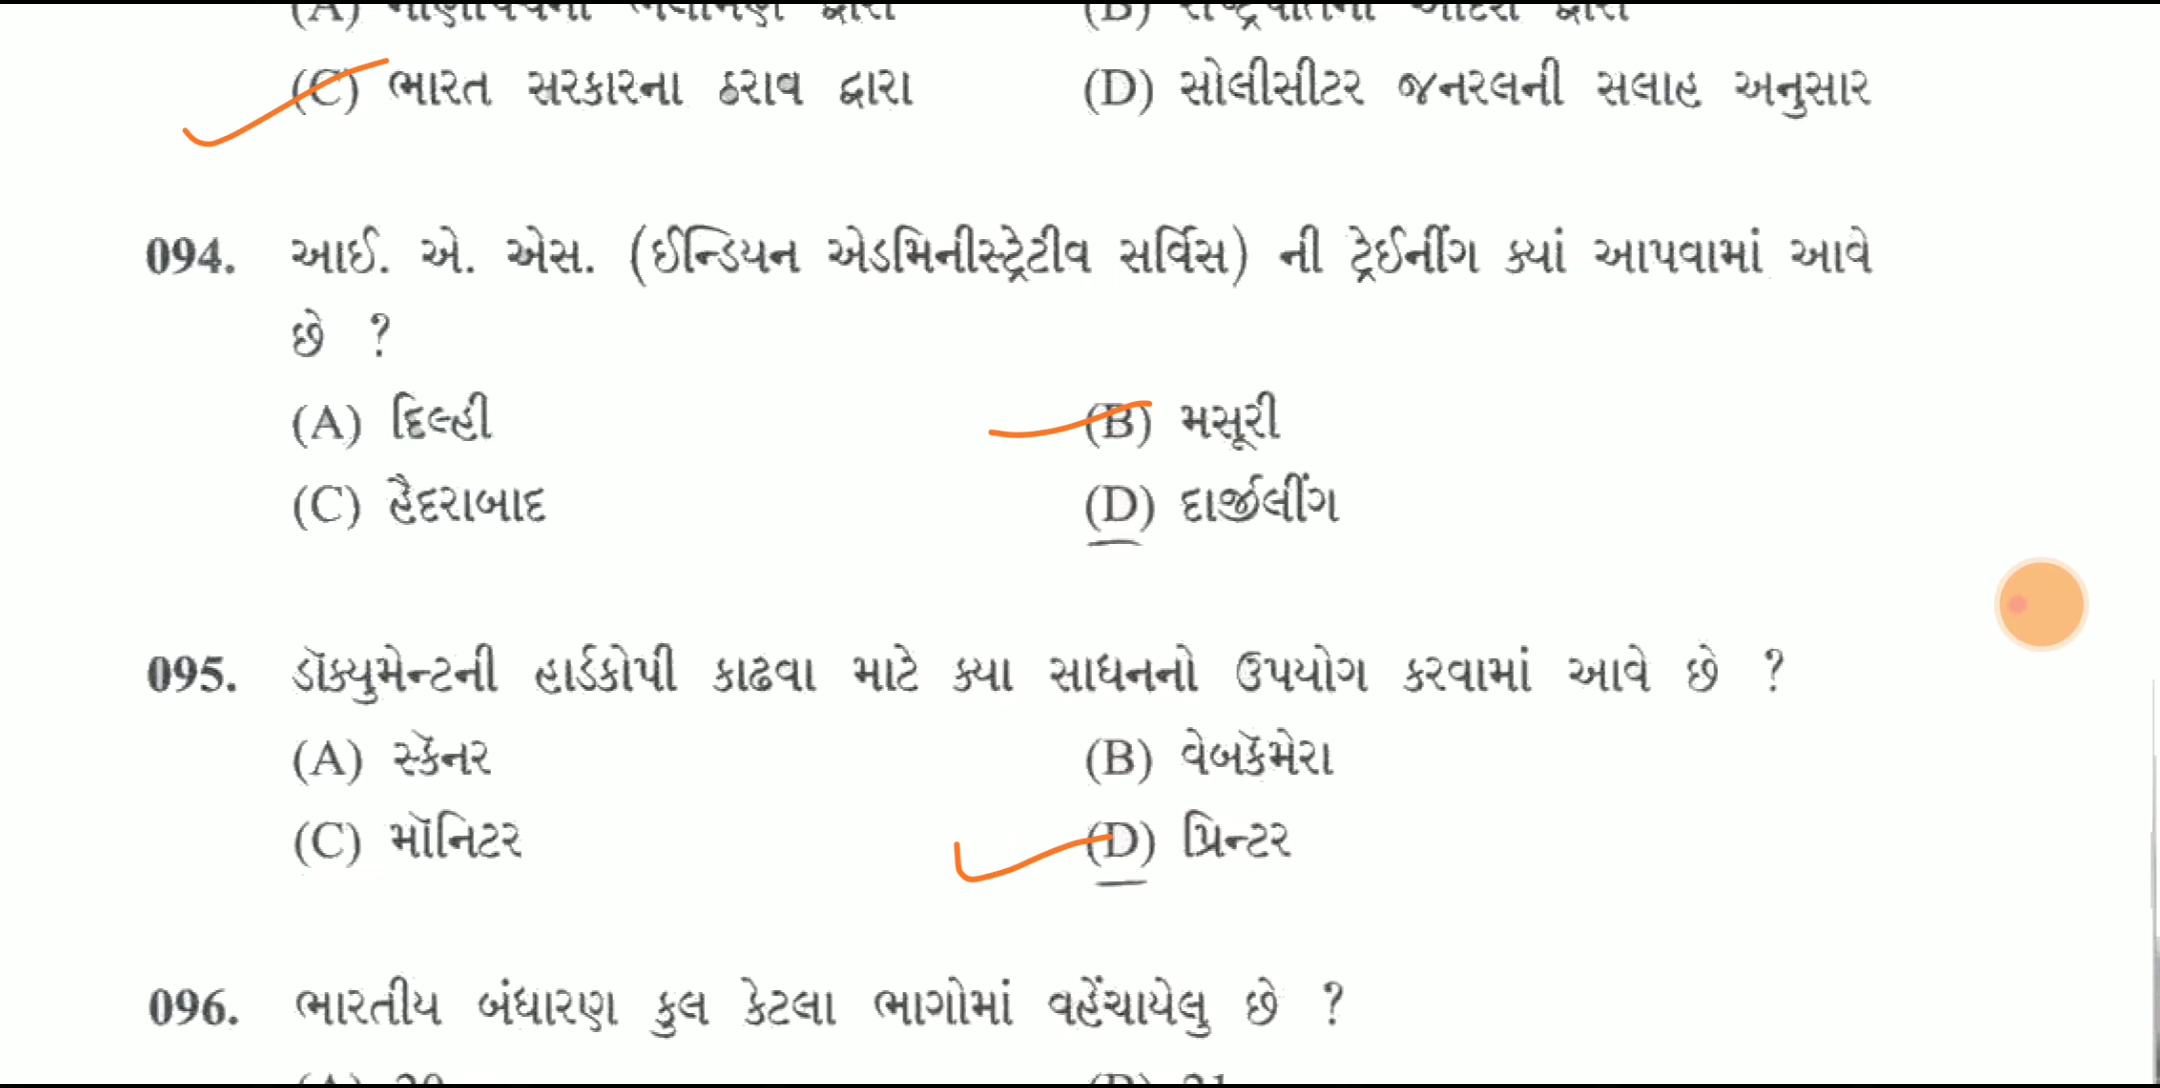 (C) ભારત સરકારના ઠરાવ દ્વારા (D) સોલીસીટર જનરલની સલાહ અનુસાર
094. આઈ. એ. એસ. (ઈન્ડિયન એડમિનીસ્ટ્રેટીવ સર્વિસ) ની ટ્રેઈનીંગ ક્યાં આપવામાં આવે
છે ?
(A) દિલ્હી (B) મસૂરી
(C) હૈદરાબાદ (D) દાર્જીલીંગ
095. ડૉક્યુમેન્ટની હાર્ડકોપી કાઢવા માટે ક્યા સાધનનો ઉપયોગ કરવામાં આવે છે ?
(A) સ્કેંનર (B) વેબકૅમેરા
(C) મૉનિટર (D) પ્રિન્ટર
096. ભારતીય બંધારણ કુલ કેટલા ભાગોમાં વહેંચાયેલુ છે ?